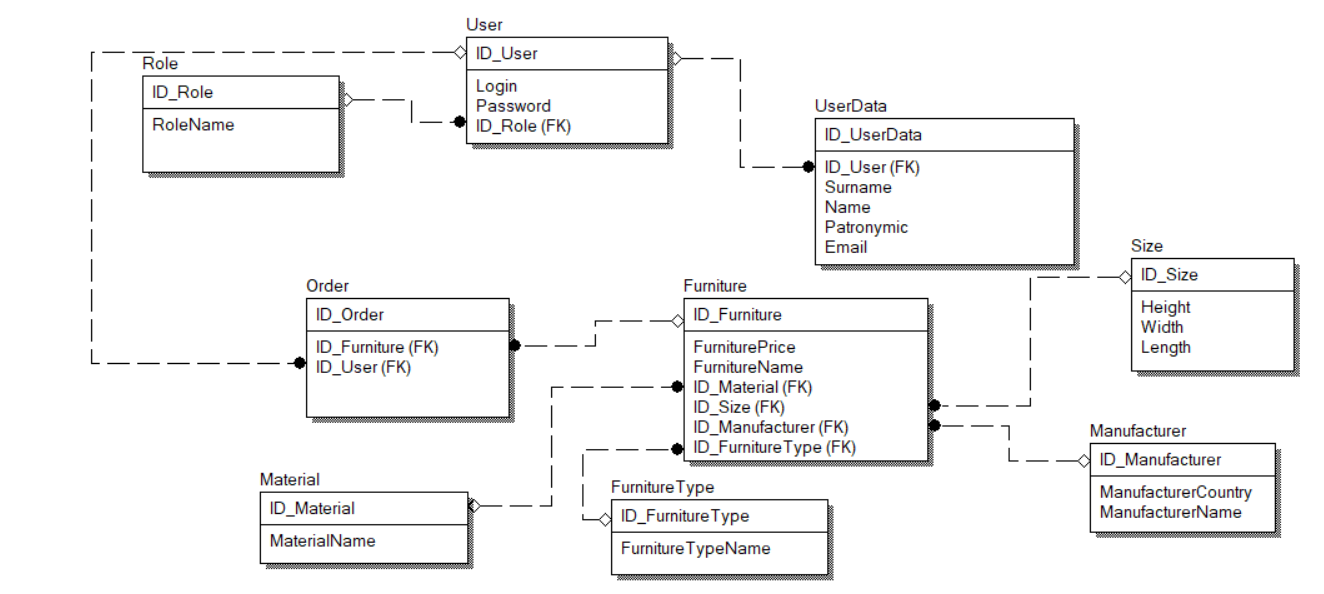 User
ID_User
Login
Password
ID_Role (FK)
Role
ID_Role
RoleName
UserData
ID_UserData
ID_User (FK)
Surname
Name
Patronymic
Email
Size
ID_Size
Height
Width
Length
Order
ID_Order
ID_Furniture (FK)
ID_User (FK)
Furniture
ID_Furniture
FurniturePrice
FurnitureName
ID_Material (FK)
ID_Size (FK)
ID_Manufacturer (FK)
ID_FurnitureType (FK)
Manufacturer
ID_Manufacturer
ManufacturerCountry
ManufacturerName
Material
ID_Material
MaterialName
FurnitureType
ID_FurnitureType
FurnitureTypeName